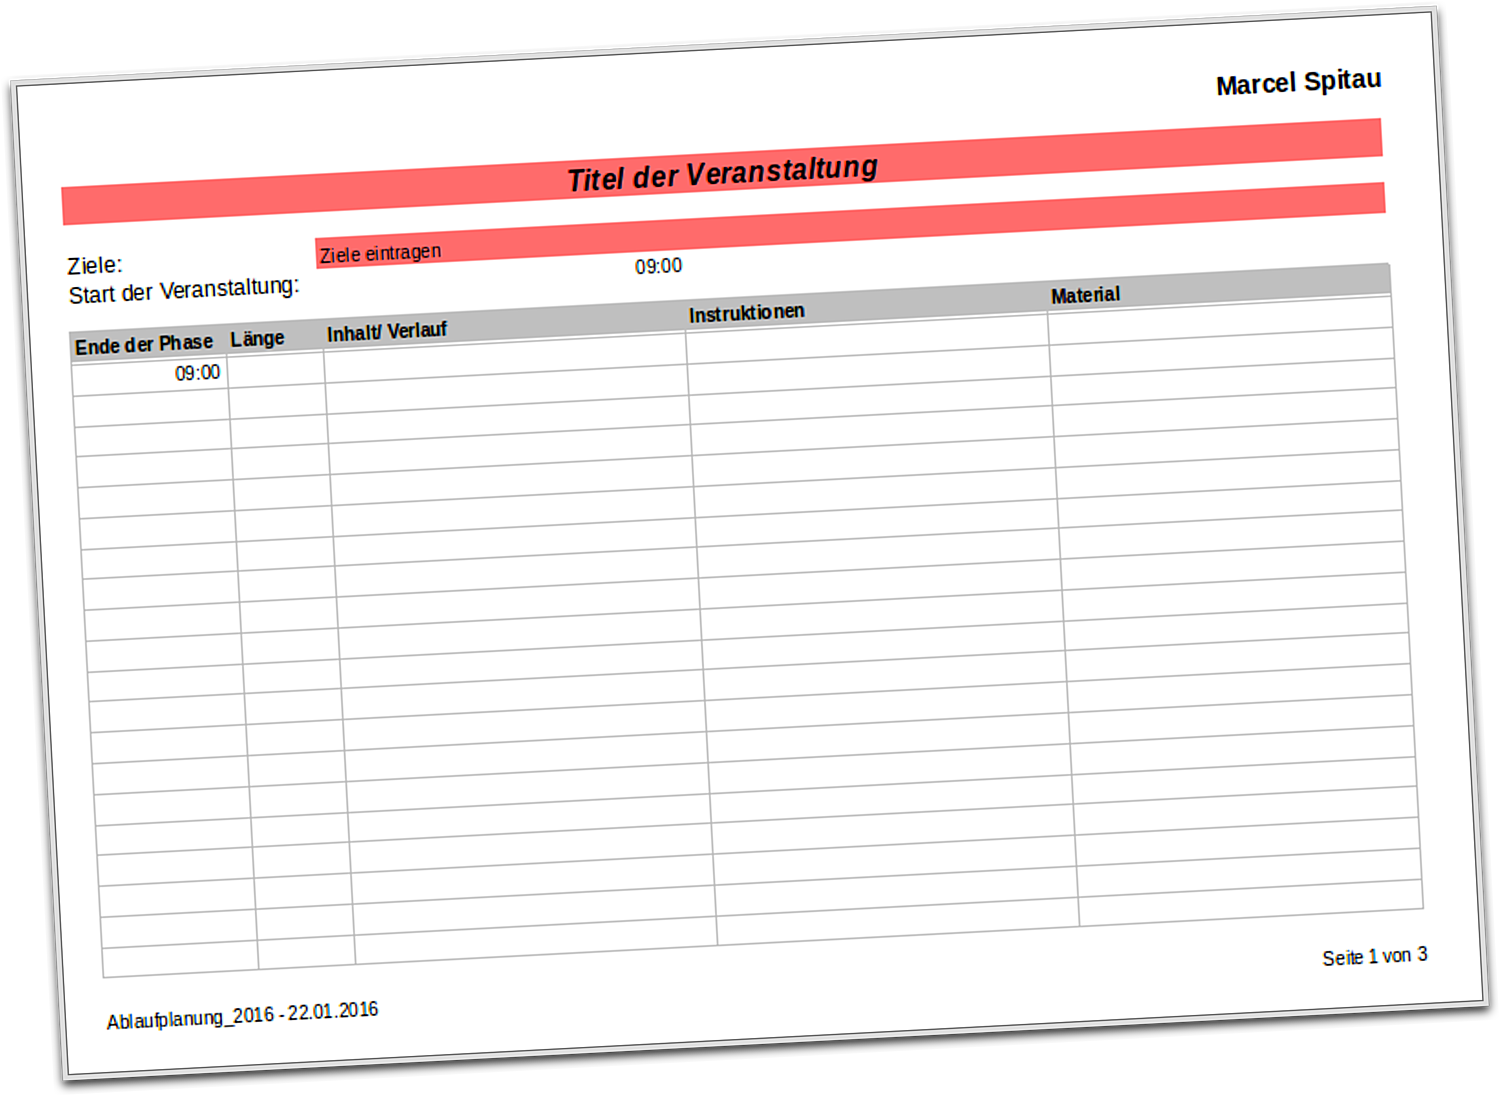 Marcel Spitau
Titel der Veranstaltung
Ziele: Ziele eintragen
Start der Veranstaltung: 09:00
Ende der Phase Länge Inhalt/ Verlauf Instruktionen Material
09:00
Ablaufplanung_2016 - 22.01.2016 Seite 1 von 3